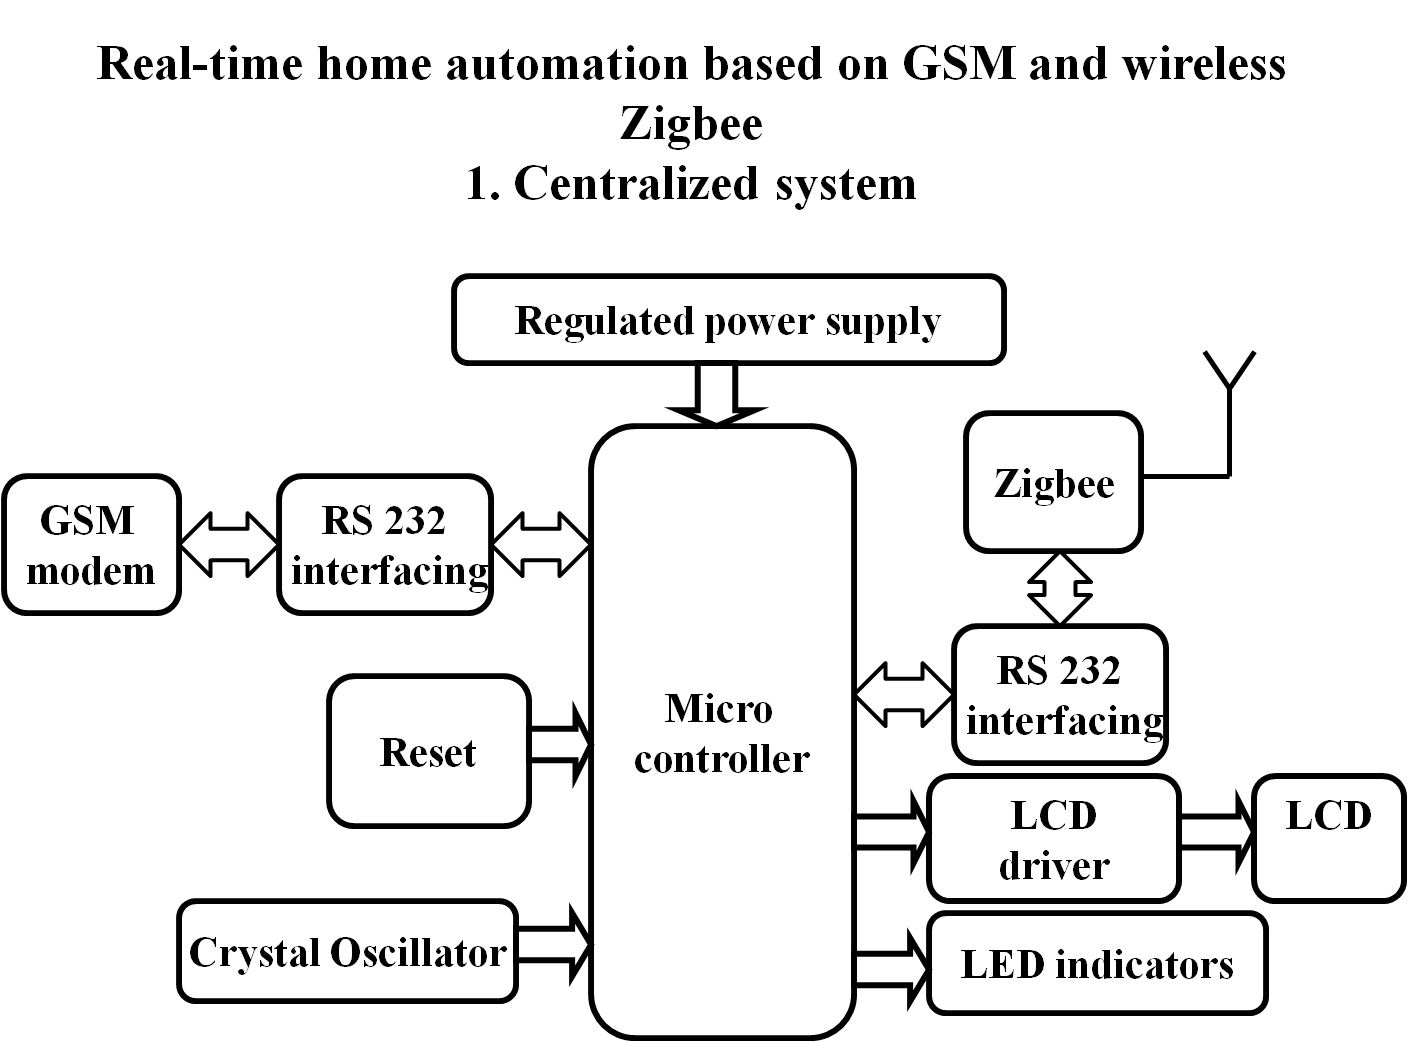 Real-time home automation based on GSM and wireless
Zigbee
1. Centralized system
Regulated power supply
Zigbee
GSM
modem
RS 232
interfacing
RS 232
interfacing
Micro
controller
Reset
LCD
driver
LCD
Crystal Oscillator
LED indicators